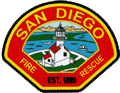 SAN DIEGO
FIRE RESCUE
EST. 1889